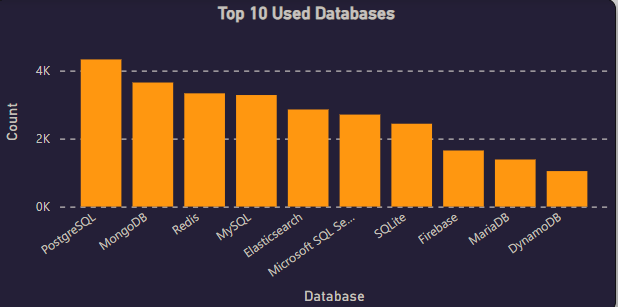 Top 10 Used Databases
Count
4K
2K
0K
PostgreSQL
MongoDB
Redis
MySQL
Elasticsearch
Microsoft SQL Se...
SQLite
Firebase
MariaDB
DynamoDB
Database